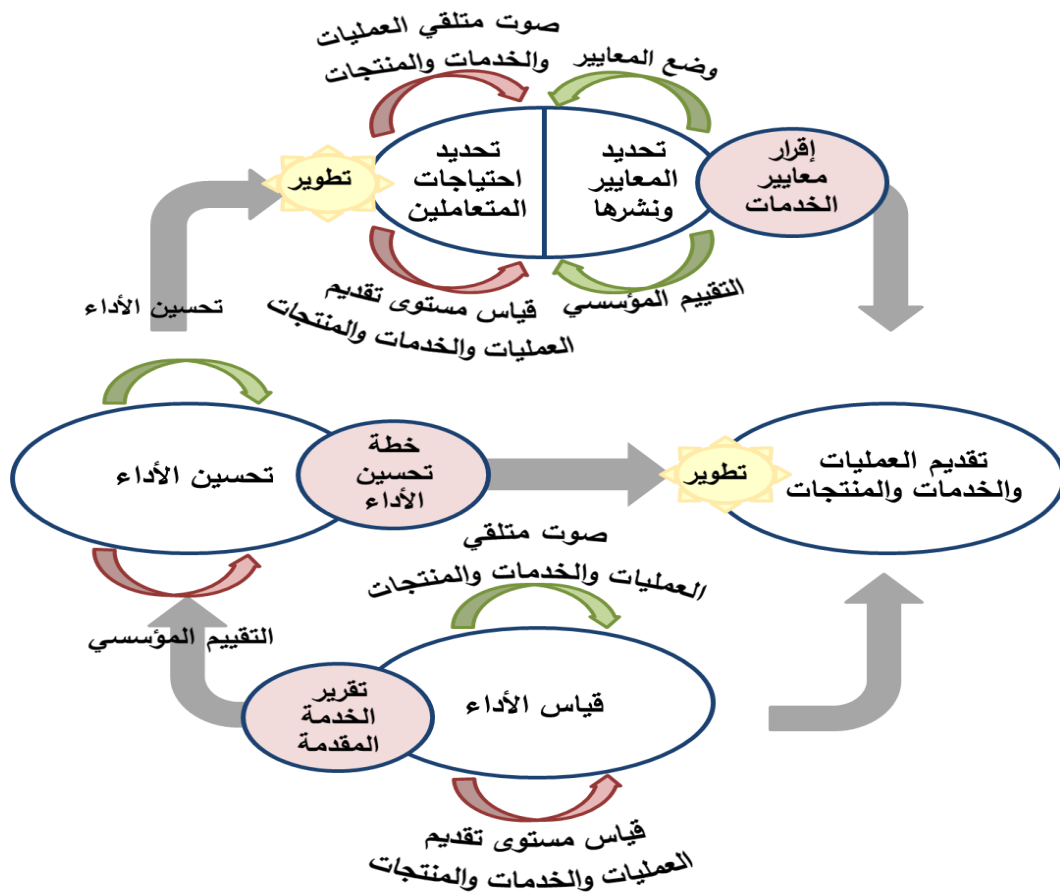 صوت متلقي العمليات
والخدمات والمنتجات
وضع المعايير
إقرار
معايير
الخدمات
تحديد
المعايير
ونشرها
تحديد
احتياجات
المتعاملين
تطوير
التقييم المؤسسي
قياس مستوى تقديم
العمليات والخدمات والمنتجات
تحسين الأداء
تقديم العمليات
والخدمات والمنتجات
تطوير
خطة
تحسين
الأداء
تحسين الأداء
صوت متلقي
العمليات والخدمات والمنتجات
التقييم المؤسسي
قياس الأداء
تقرير
الخدمة
المقدمة
قياس مستوى تقديم
العمليات والخدمات والمنتجات